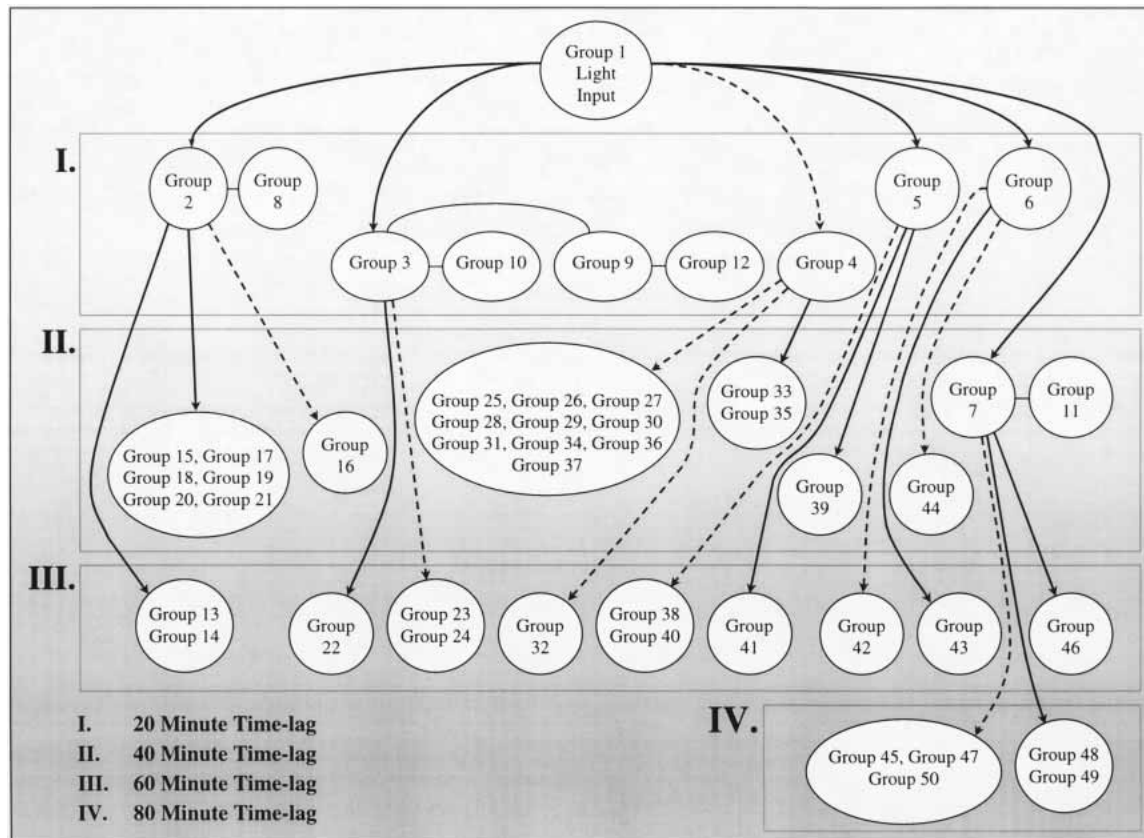 Group 1
Light
Input
I.
Group
2
Group
8
Group
5
Group
6
Group 3
Group 10
Group 9
Group 12
Group 4
II.
Group 25, Group 26, Group 27
Group 28, Group 29, Group 30
Group 31, Group 34, Group 36
Group 37
Group 33
Group 35
Group
7
Group
11
Group 15, Group 17
Group 18, Group 19
Group 20, Group 21
Group
16
Group
39
Group
44
III.
Group 13
Group 14
Group
22
Group 23
Group 24
Group
32
Group 38
Group 40
Group
41
Group
42
Group
43
Group
46
I. 20 Minute Time-lag
II. 40 Minute Time-lag
III. 60 Minute Time-lag
IV. 80 Minute Time-lag
IV.
Group 45, Group 47
Group 50
Group 48
Group 49